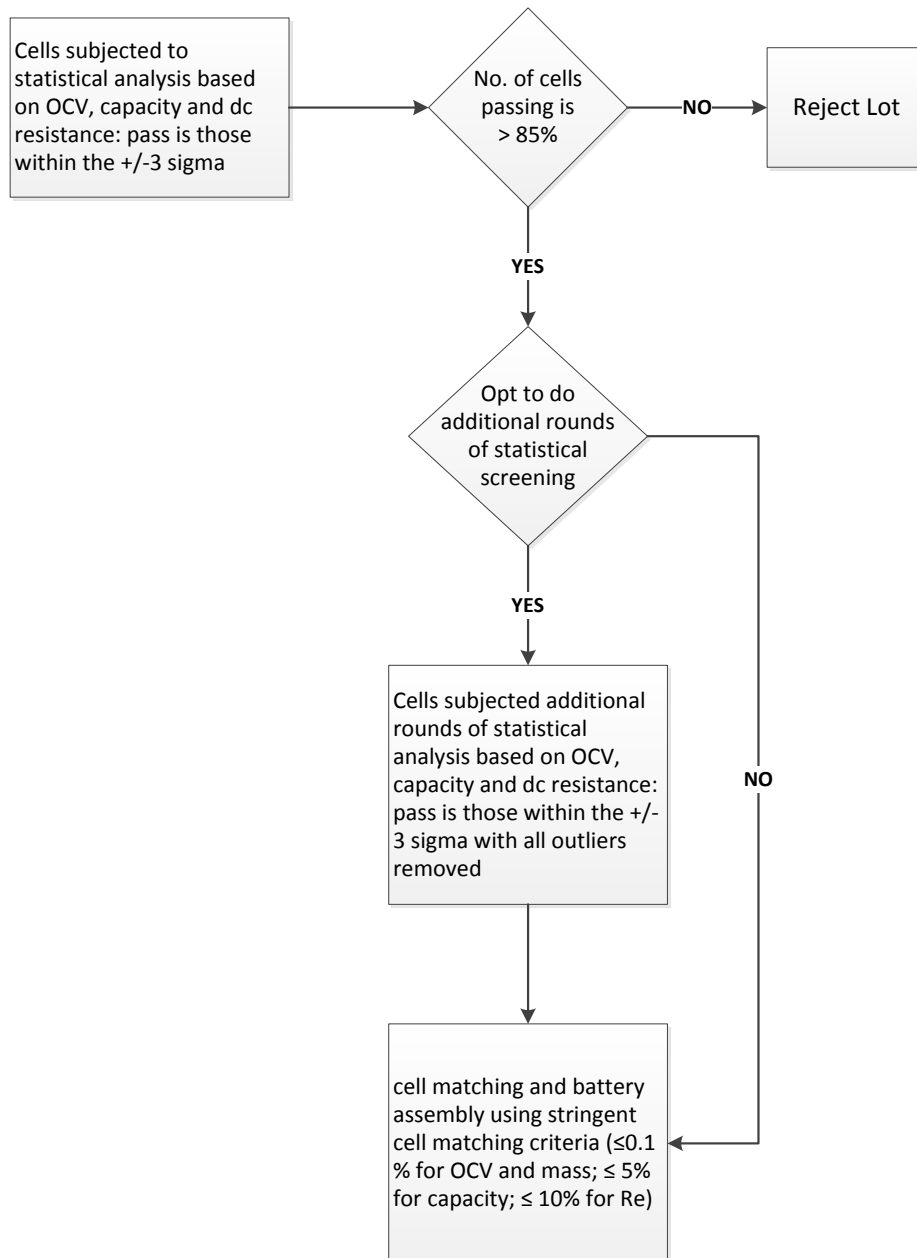 Cells subjected to
statistical analysis based
on OCV, capacity and dc
resistance: pass is those
within the +/-3 sigma
No. of cells
passing is
> 85%
NO
Reject Lot
YES
Opt to do
additional rounds
of statistical
screening
YES
Cells subjected additional
rounds of statistical
analysis based on OCV,
capacity and dc resistance:
pass is those within the +/-
3 sigma with all outliers
removed
NO
cell matching and battery
assembly using stringent
cell matching criteria (≤0.1
% for OCV and mass; ≤ 5%
for capacity; ≤ 10% for Re)